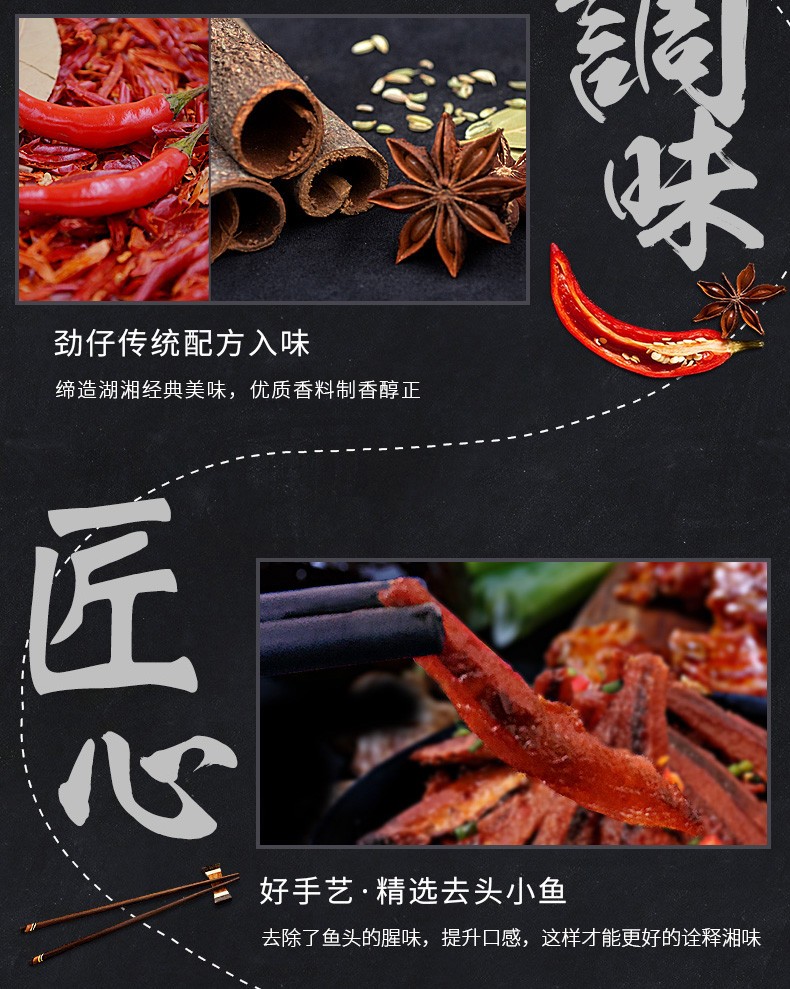 調味
劲仔传统配方入味
缔造湖湘经典美味，优质香料制香醇正
匠心
好手艺·精选去头小鱼
去除了鱼头的腥味，提升口感，这样才能更好的诠释湘味